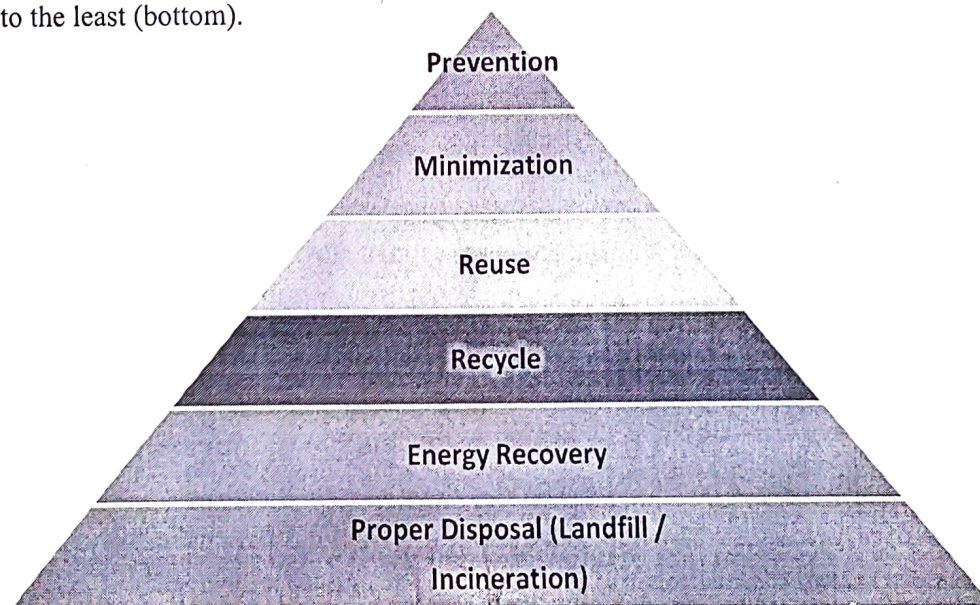 to the least (bottom).
Prevention
Minimization
Reuse
Recycle
Energy Recovery
Proper Disposal (Landfill /
Incineration)